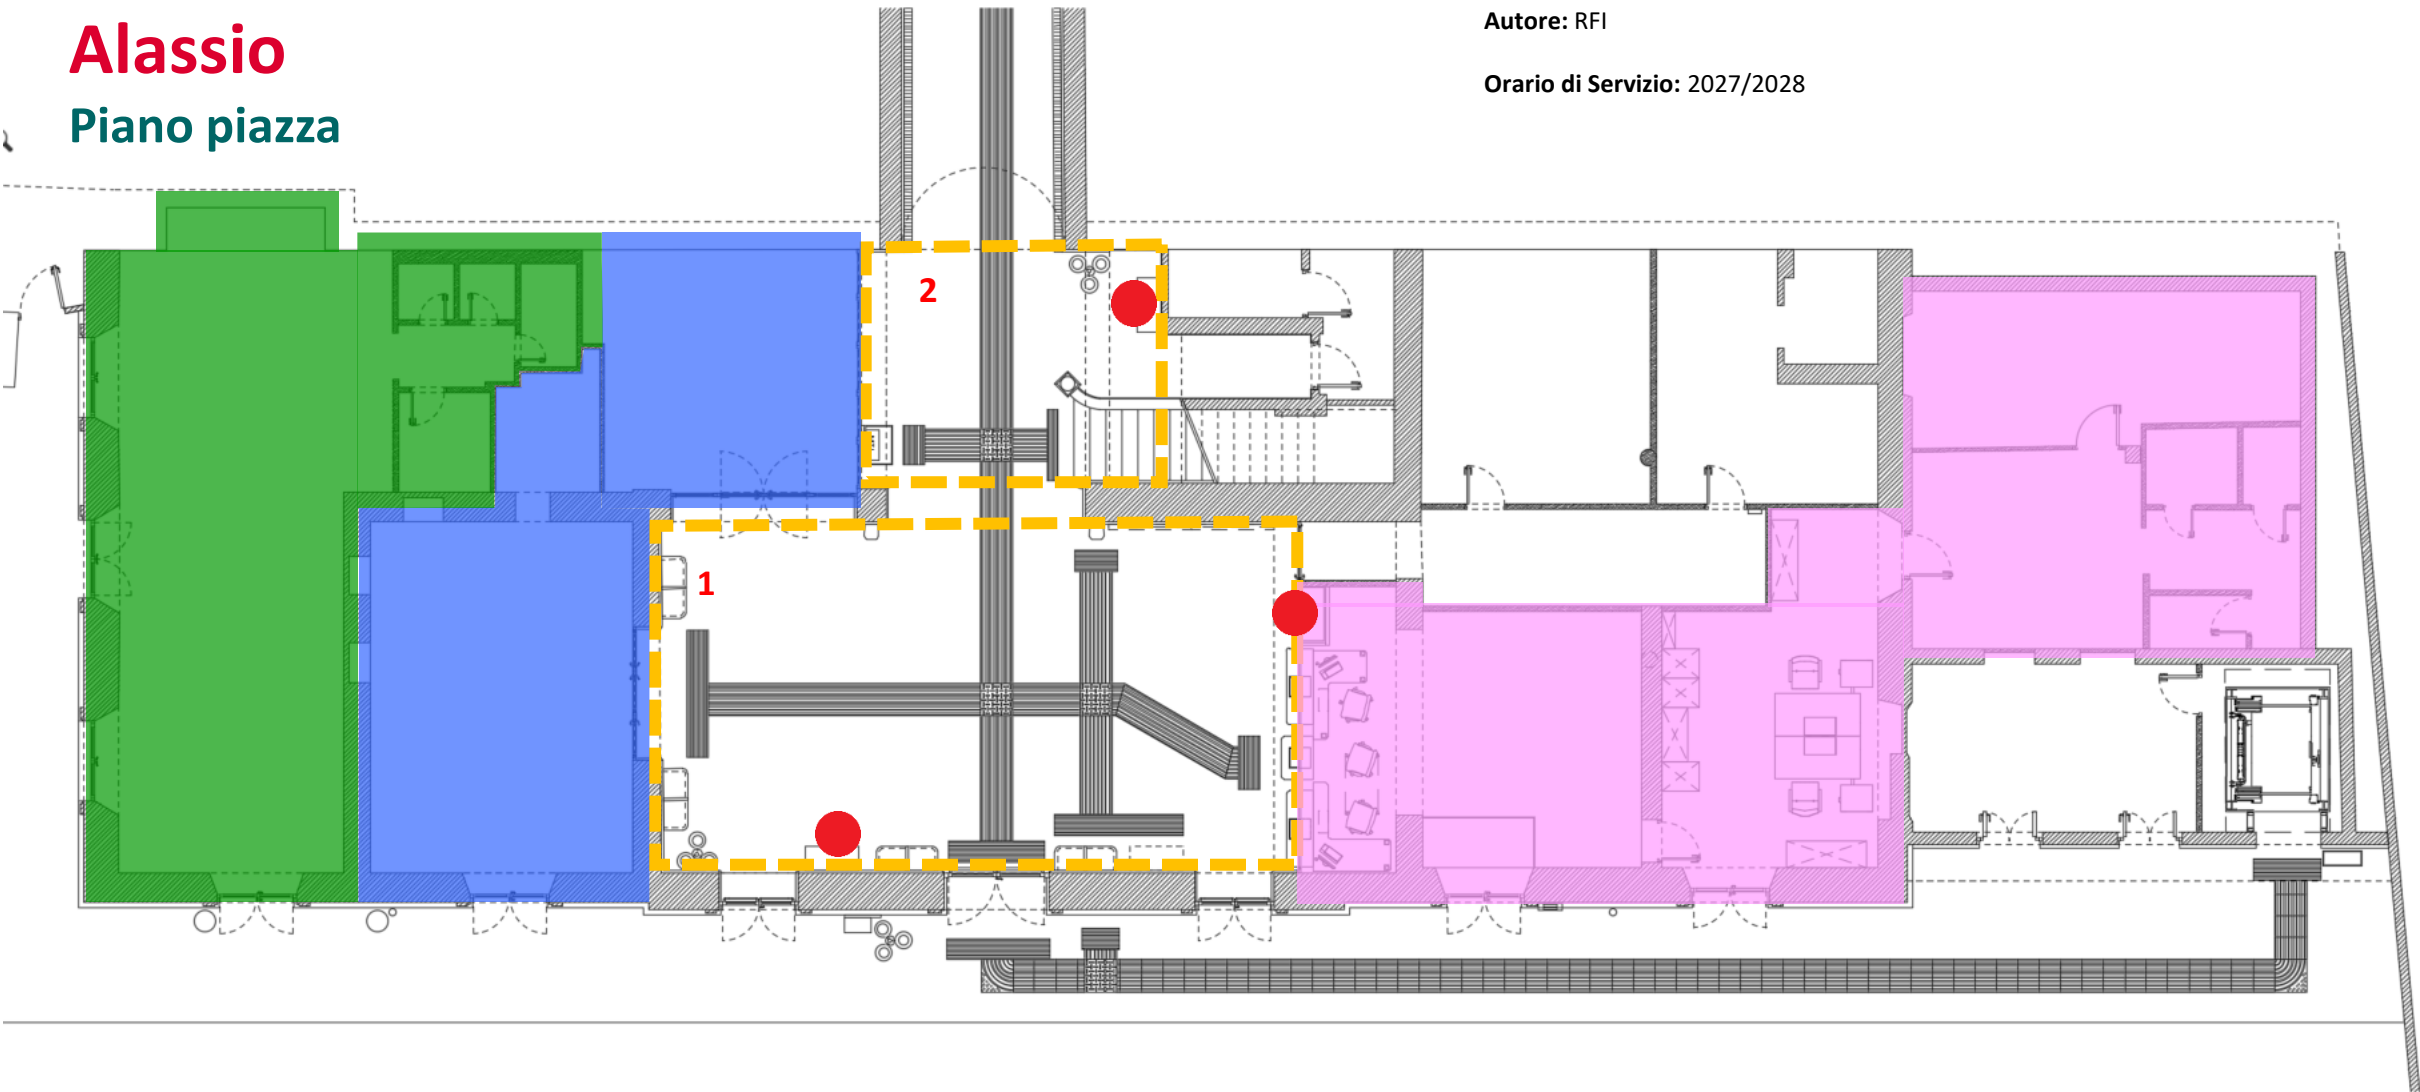 Alassio
Piano piazza
Autore: RFI
Orario di Servizio: 2027/2028
2
1